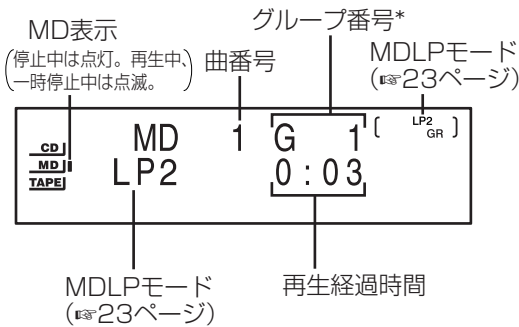 グループ番号*
MD表示
(停止中は点灯。再生中、
一時停止中は点滅。)
曲番号
MDLPモード
(☞23ページ)
CD
MD
TAPE
MD 1 G 1 [ LP2 GR ]
LP2 0:03
MDLPモード
(☞23ページ)
再生経過時間